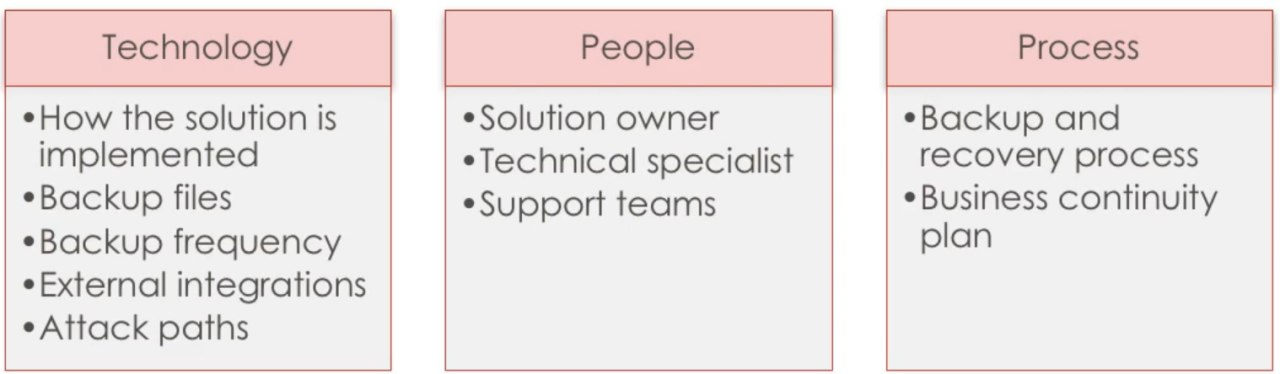 Technology
•How the solution is
implemented
•Backup files
•Backup frequency
•External integrations
•Attack paths
People
•Solution owner
•Technical specialist
•Support teams
Process
•Backup and
recovery process
•Business continuity
plan